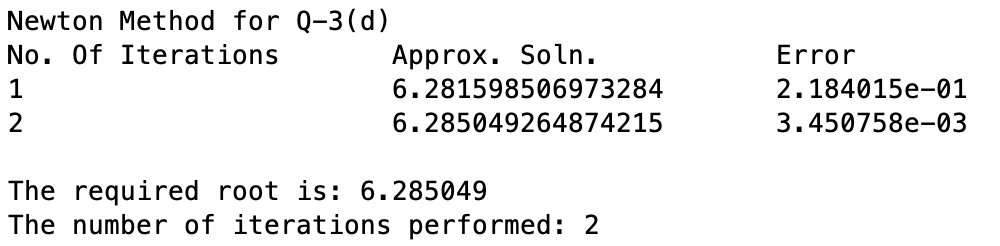 Newton Method for Q-3(d)
No. Of Iterations Approx. Soln. Error
1 6.281598506973284 2.184015e-01
2 6.285049264874215 3.450758e-03
The required root is: 6.285049
The number of iterations performed: 2